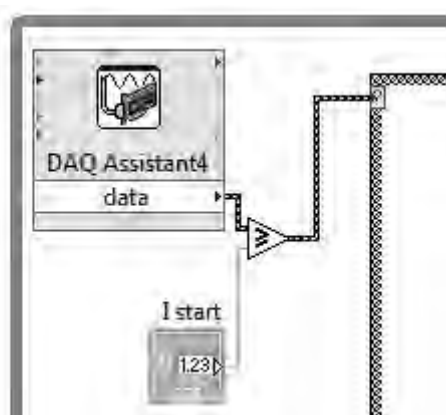 DAQ Assistant4
data
≥
?
I start
1.23